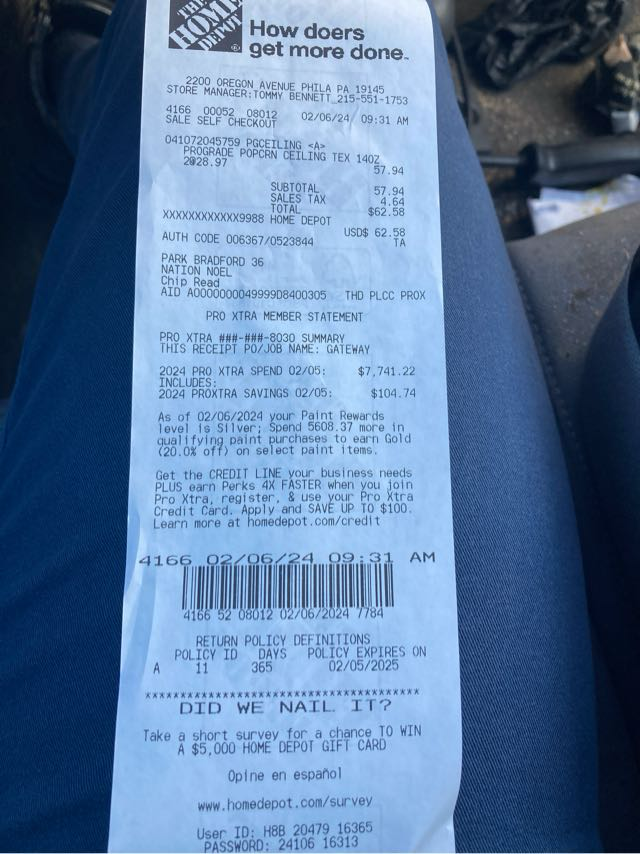 THE HOME DEPOT
How doers
get more done™
2200 OREGON AVENUE PHILA PA 19145
STORE MANAGER:TOMMY BENNETT 215-551-1753
4166 00052 08012 02/06/24 09:31 AM
SALE SELF CHECKOUT
041072045759 PGCEILING <A>
PROGRADE POPCRN CEILING TEX 140Z
2@28.97
57.94
SUBTOTAL 57.94
SALES TAX 4.64
TOTAL $62.58
XXXXXXXXXXXX9988 HOME DEPOT
USD$ 62.58
AUTH CODE 006367/0523844 TA
PARK BRADFORD 36
NATION NOEL
Chip Read
AID A0000000049999D8400305 THD PLCC PROX
PRO XTRA MEMBER STATEMENT
PRO XTRA ###-###-8030 SUMMARY
THIS RECEIPT PO/JOB NAME: GATEWAY
2024 PRO XTRA SPEND 02/05: $7,741.22
INCLUDES:
2024 PROXTRA SAVINGS 02/05: $104.74
As of 02/06/2024 your Paint Rewards
level is Silver; Spend 5608.37 more in
qualifying paint purchases to earn Gold
(20.0% off) on select paint items.
Get the CREDIT LINE your business needs
PLUS earn Perks 4X FASTER when you join
Pro Xtra, register, & use your Pro Xtra
Credit Card. Apply and SAVE UP TO $100.
Learn more at homedepot.com/credit
4166 02/06/24 09:31 AM
4166 52 08012 02/06/2024 7784
RETURN POLICY DEFINITIONS
POLICY ID DAYS POLICY EXPIRES ON
A 11 365 02/05/2025
****************************************
DID WE NAIL IT?
Take a short survey for a chance TO WIN
A $5,000 HOME DEPOT GIFT CARD
Opine en español
www.homedepot.com/survey
User ID: H8B 20479 16365
PASSWORD: 24106 16313